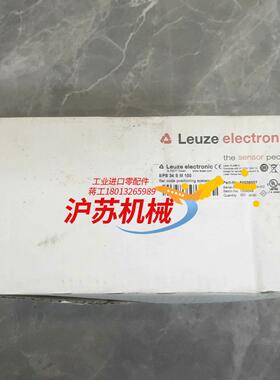 Leuze electron
the sensor peo
Leuze electronic
BPS 34 S M 100
Bar code positioning system
工业进口零配件
蒋工18013265989
沪苏机械